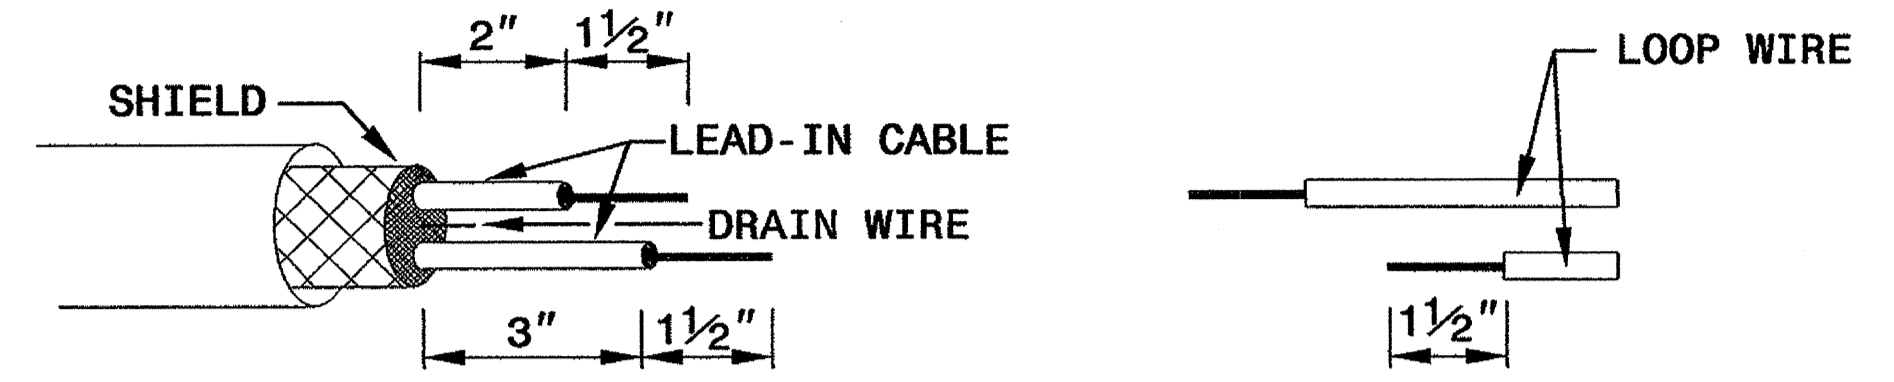 2" 1½"
LOOP WIRE
SHIELD
LEAD-IN CABLE
DRAIN WIRE
3" 1½"
1½"